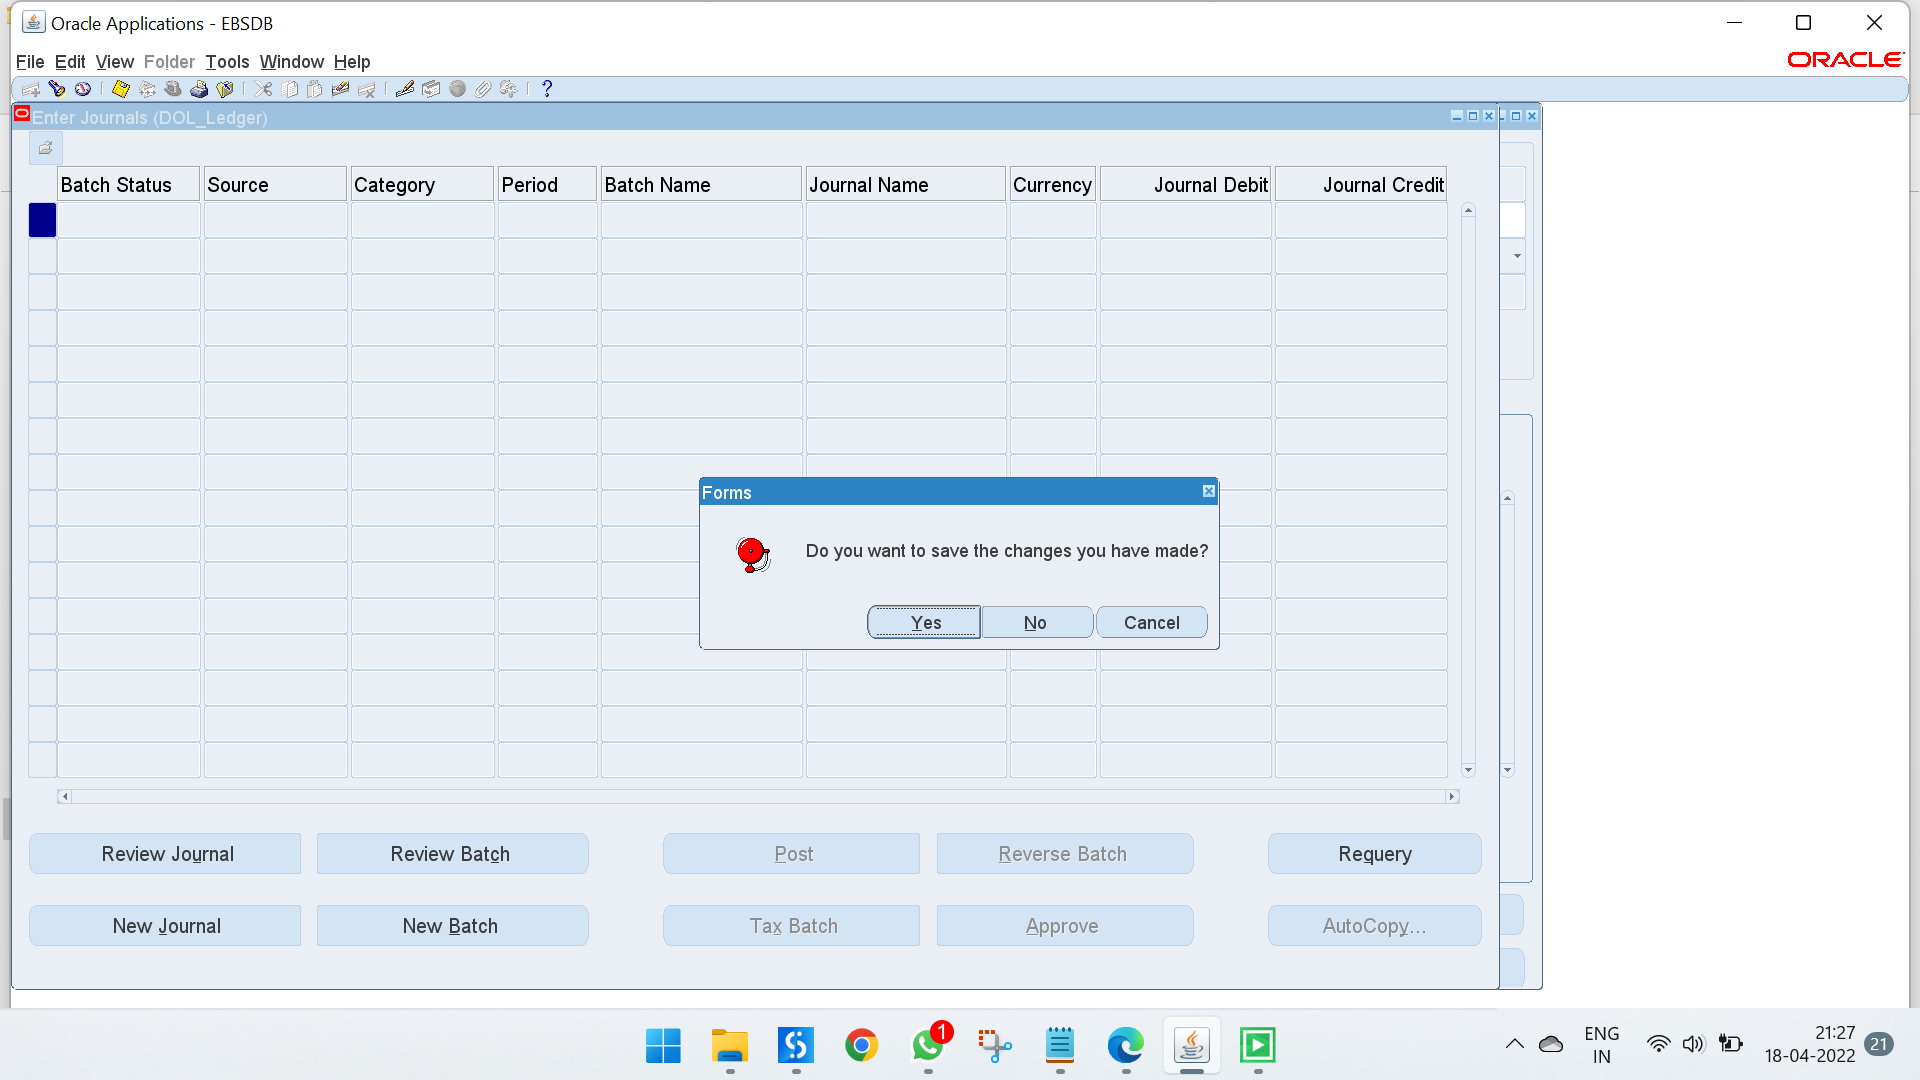 Oracle Applications - EBSDB
File Edit View Folder Tools Window Help
ORACLE
Enter Journals (DOL_Ledger)
Batch Status Source Category Period Batch Name Journal Name Currency Journal Debit Journal Credit
Forms
Do you want to save the changes you have made?
Yes No Cancel
Review Journal Review Batch Post Reverse Batch Requery
New Journal New Batch Tax Batch Approve AutoCopy...
1
ENG
IN
21:27
18-04-2022
21